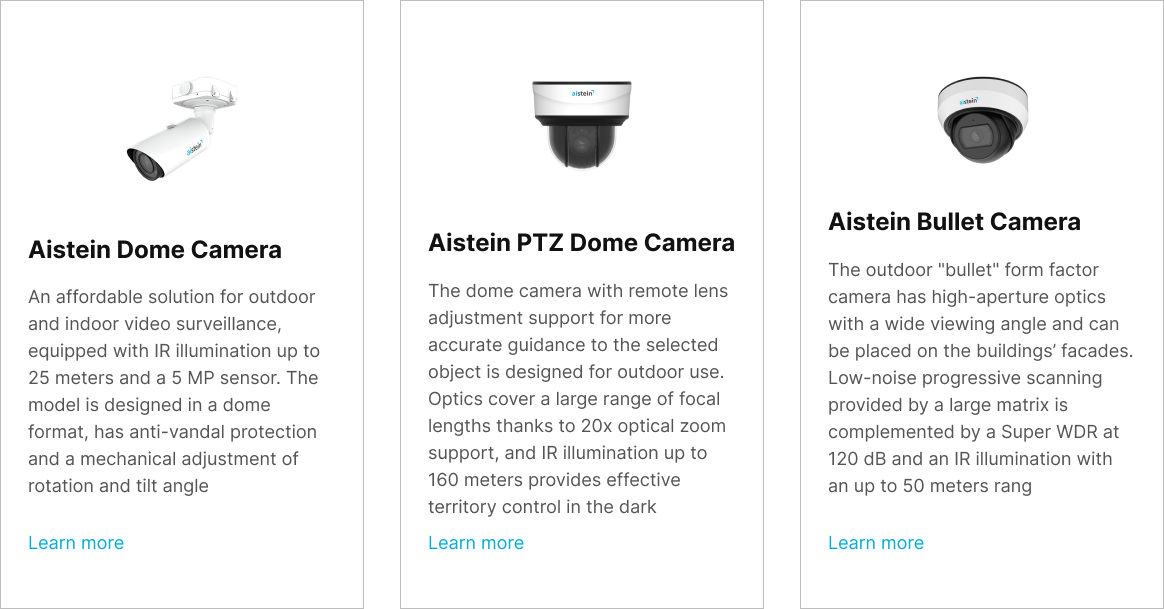 aistein
Aistein Dome Camera
An affordable solution for outdoor
and indoor video surveillance,
equipped with IR illumination up to
25 meters and a 5 MP sensor. The
model is designed in a dome
format, has anti-vandal protection
and a mechanical adjustment of
rotation and tilt angle
Learn more
aistein
Aistein PTZ Dome Camera
The dome camera with remote lens
adjustment support for more
accurate guidance to the selected
object is designed for outdoor use.
Optics cover a large range of focal
lengths thanks to 20x optical zoom
support, and IR illumination up to
160 meters provides effective
territory control in the dark
Learn more
aistein
Aistein Bullet Camera
The outdoor "bullet" form factor
camera has high-aperture optics
with a wide viewing angle and can
be placed on the buildings’ facades.
Low-noise progressive scanning
provided by a large matrix is
complemented by a Super WDR at
120 dB and an IR illumination with
an up to 50 meters rang
Learn more